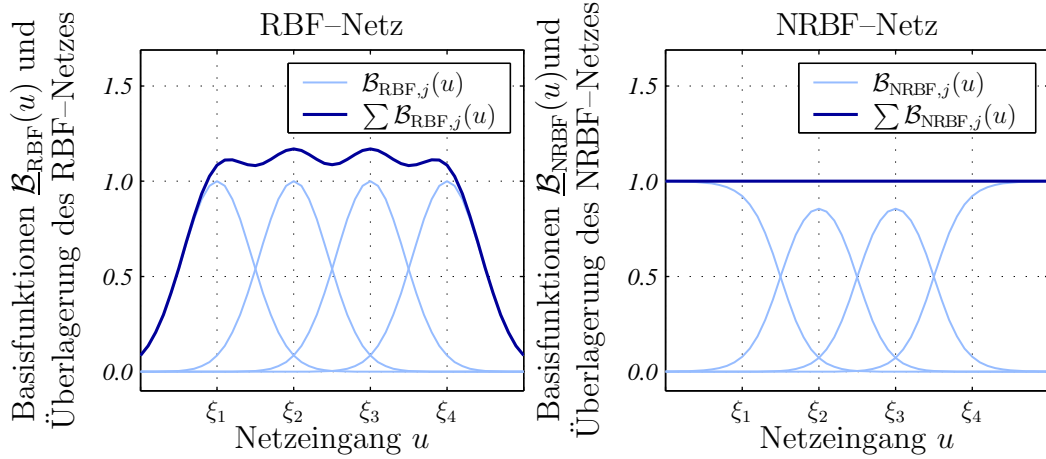 RBF–Netz
Basisfunktionen ℬ_RBF(u) und
Überlagerung des RBF–Netzes
1.5
1.0
0.5
0.0
ℬ_RBF,j(u)
∑ ℬ_RBF,j(u)
ξ1 ξ2 ξ3 ξ4
Netzeingang u
NRBF–Netz
Basisfunktionen ℬ_NRBF(u) und
Überlagerung des NRBF–Netzes
1.5
1.0
0.5
0.0
ℬ_NRBF,j(u)
∑ ℬ_NRBF,j(u)
ξ1 ξ2 ξ3 ξ4
Netzeingang u